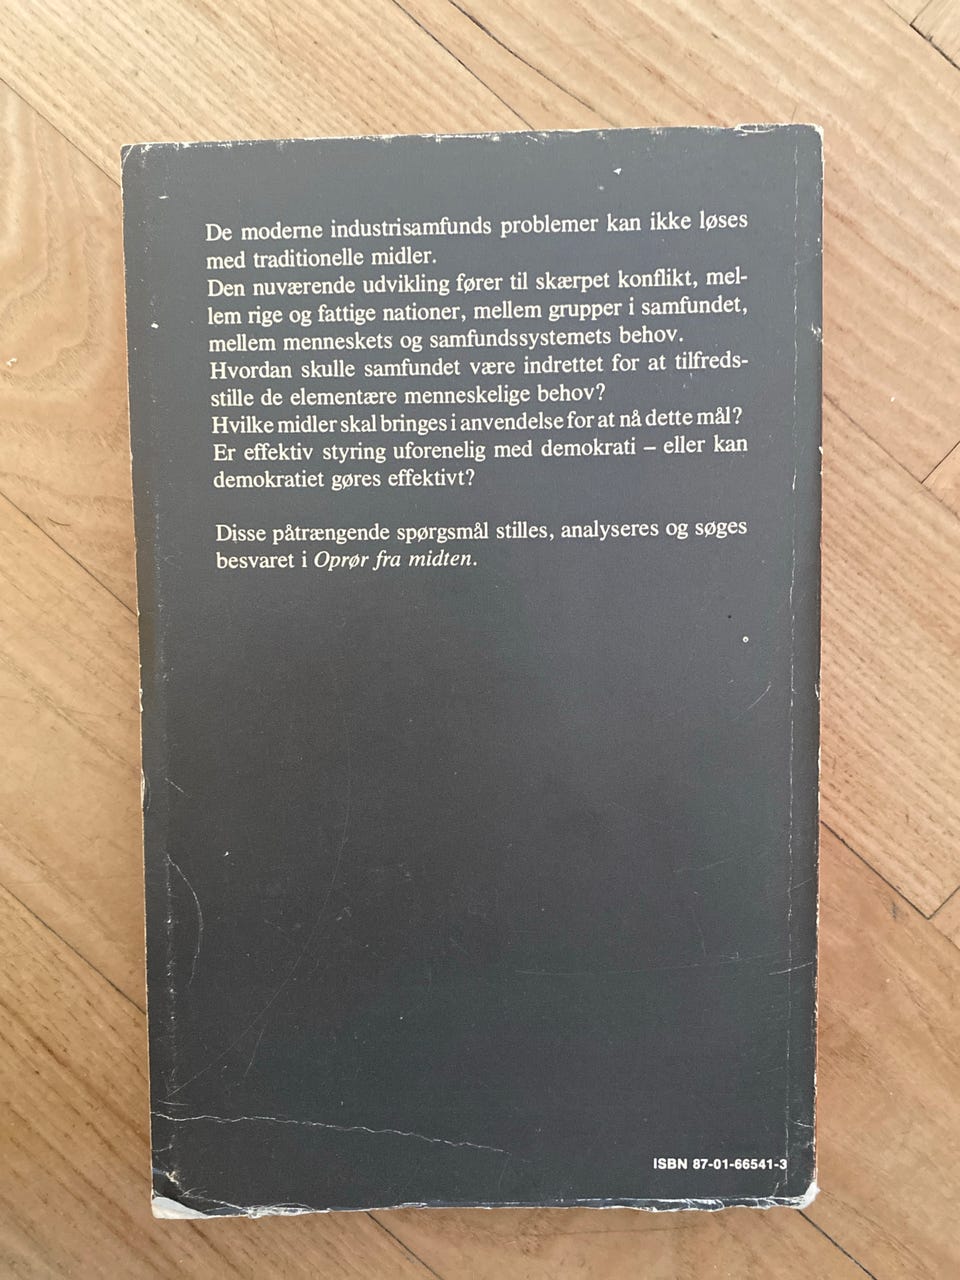 De moderne industrisamfunds problemer kan ikke løses
med traditionelle midler.
Den nuværende udvikling fører til skærpet konflikt, mel-
lem rige og fattige nationer, mellem grupper i samfundet,
mellem menneskets og samfundssystemets behov.
Hvordan skulle samfundet være indrettet for at tilfreds-
stille de elementære menneskelige behov?
Hvilke midler skal bringes i anvendelse for at nå dette mål?
Er effektiv styring uforenelig med demokrati – eller kan
demokratiet gøres effektivt?
Disse påtrængende spørgsmål stilles, analyseres og søges
besvaret i Oprør fra midten.
ISBN 87-01-66541-3